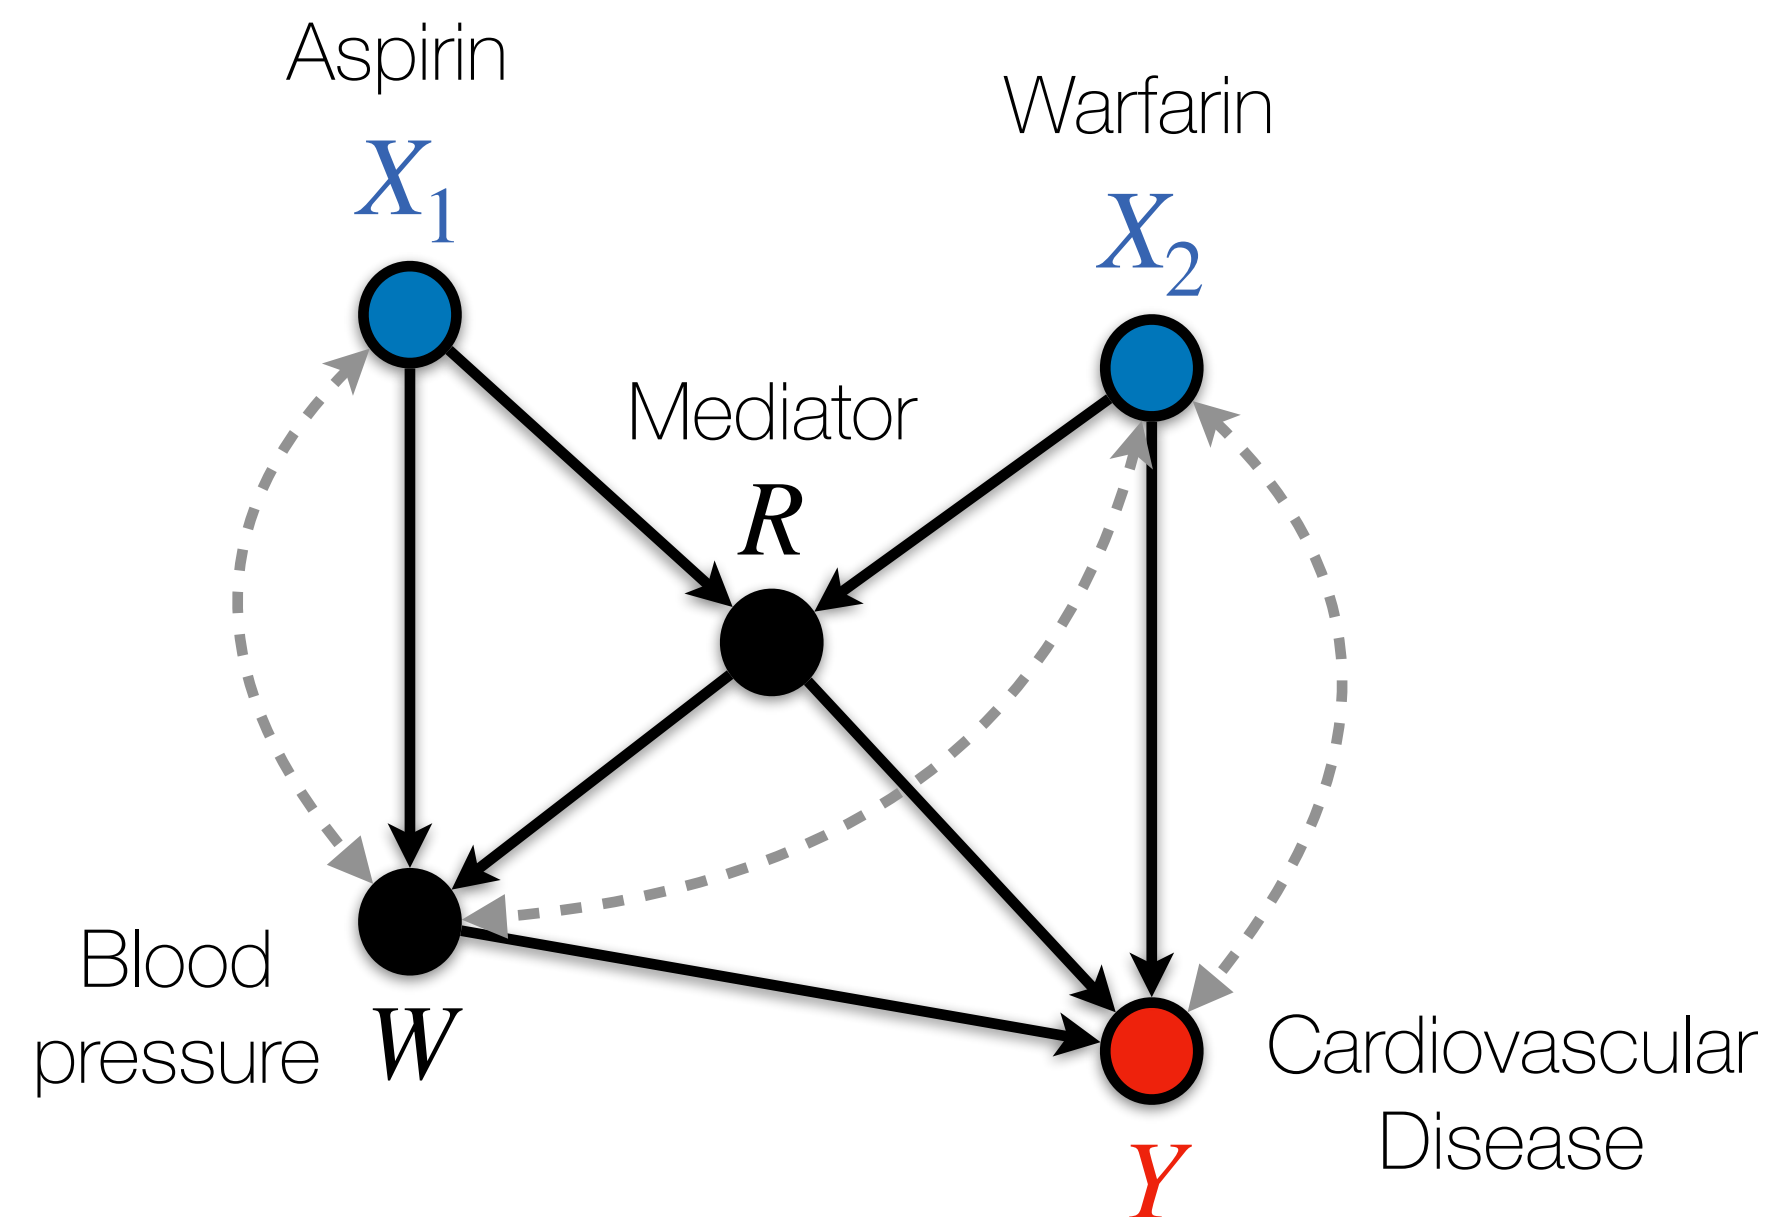 Aspirin
X₁
Warfarin
X₂
Mediator
R
Blood
pressure
W
Cardiovascular
Disease
Y